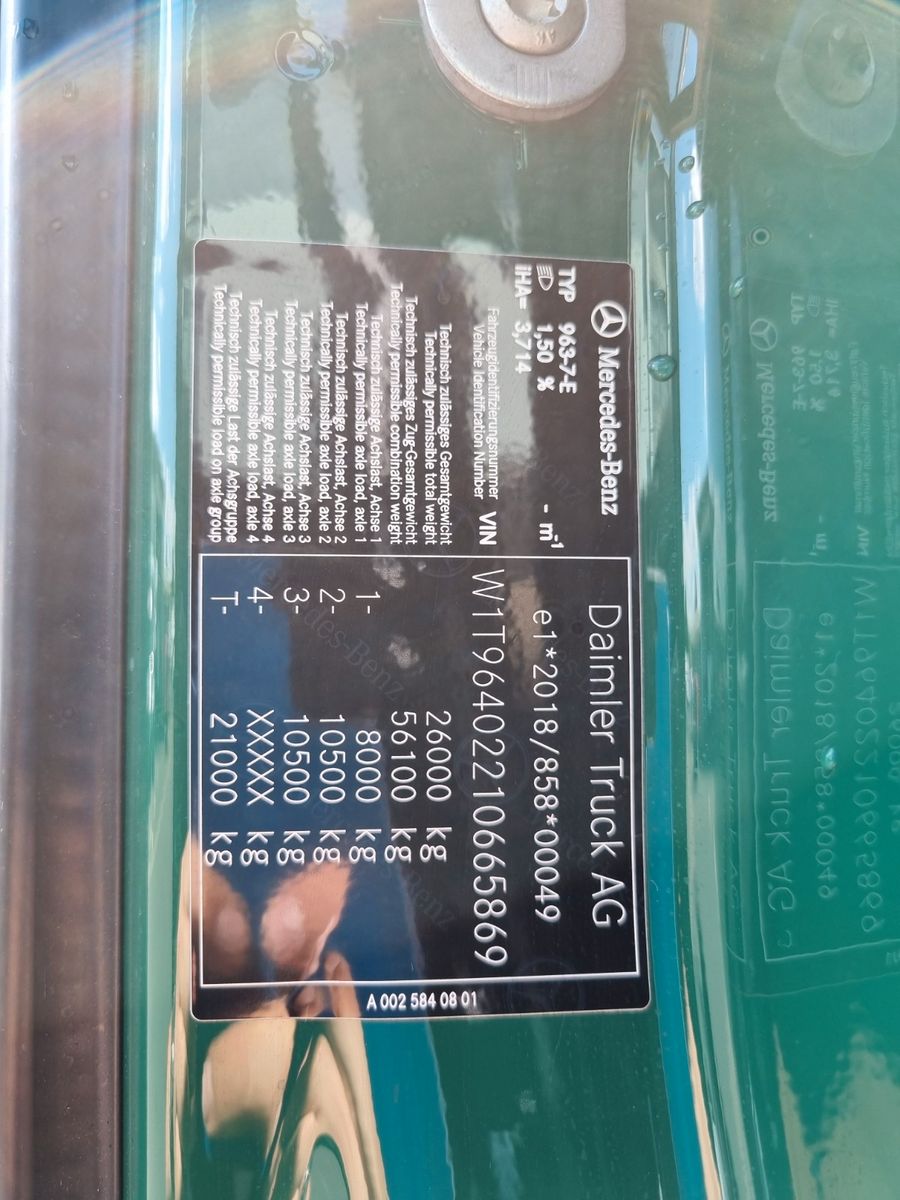 Mercedes-Benz
Daimler Truck AG
TYP 963-7-E
1,50 % - m-1
e1*2018/858*00049
iHA= 3,714
Fahrzeugidentifizierungsnummer
Vehicle Identification Number VIN W1T96402210665869
Technisch zulässiges Gesamtgewicht
Technically permissible total weight 26000 kg
Technisch zulässiges Zug-Gesamtgewicht
Technically permissible combination weight 56100 kg
Technisch zulässige Achslast, Achse 1
Technically permissible axle load, axle 1 1- 8000 kg
Technisch zulässige Achslast, Achse 2
Technically permissible axle load, axle 2 2- 10500 kg
Technisch zulässige Achslast, Achse 3
Technically permissible axle load, axle 3 3- 10500 kg
Technisch zulässige Achslast, Achse 4
Technically permissible axle load, axle 4 4- XXXXX kg
Technisch zulässige Last der Achsgruppe
Technically permissible load on axle group T- 21000 kg
A 002 584 08 01